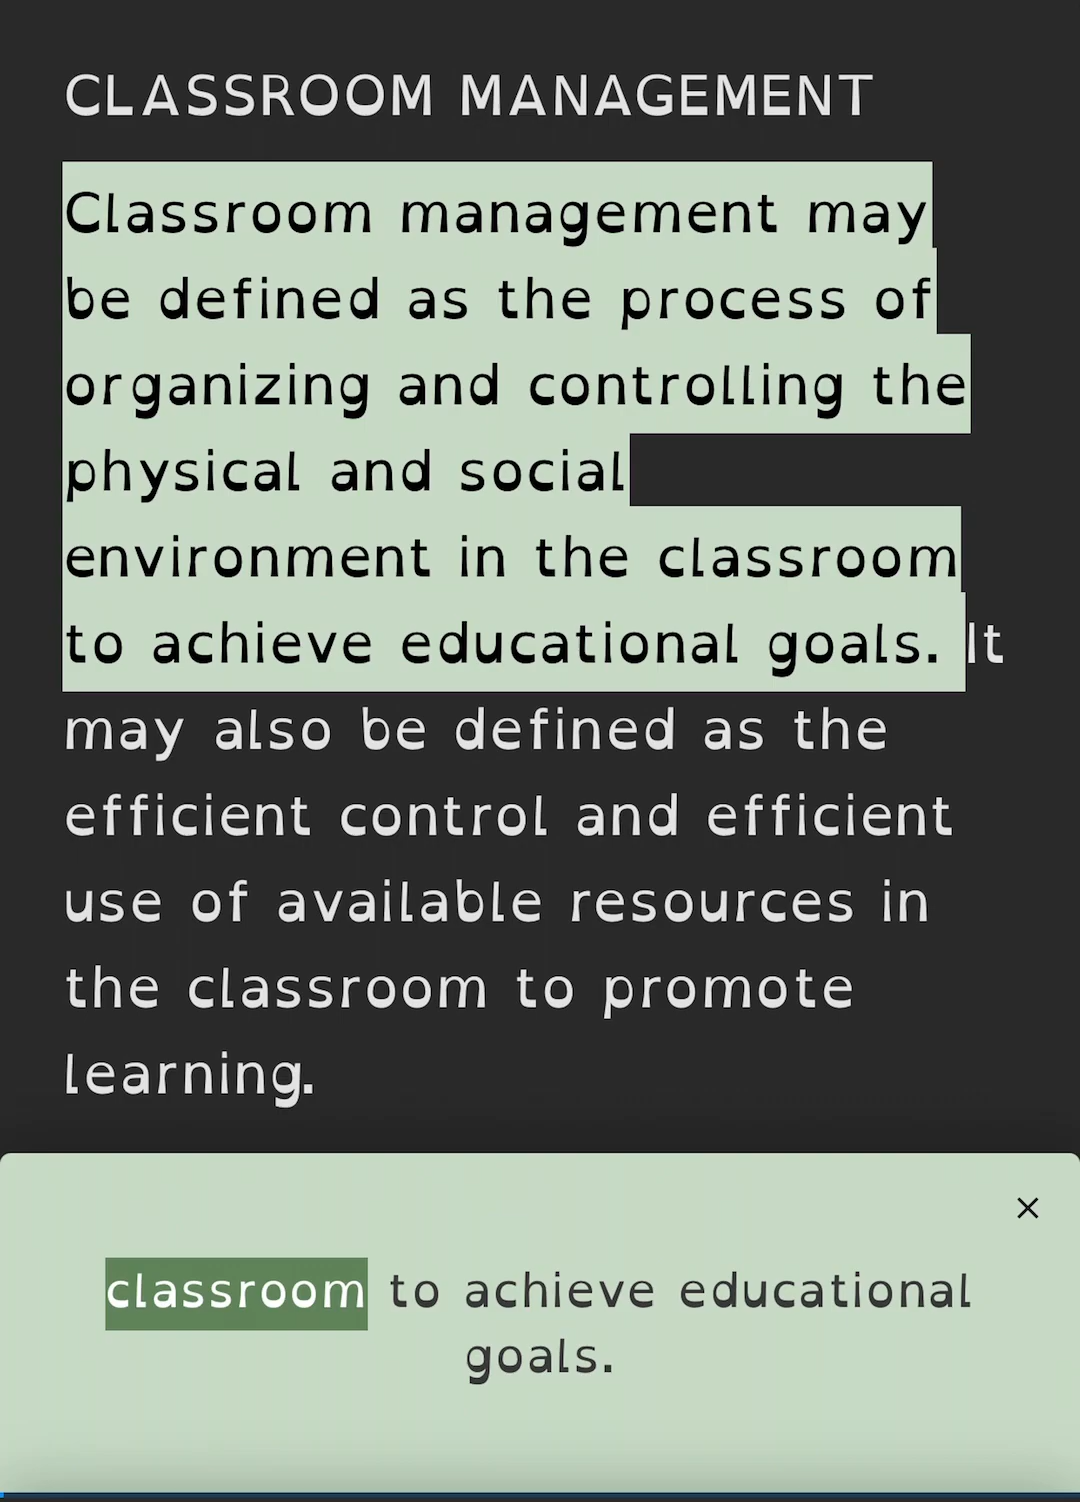 CLASSROOM MANAGEMENT
Classroom management may
be defined as the process of
organizing and controlling the
physical and social
environment in the classroom
to achieve educational goals. It
may also be defined as the
efficient control and efficient
use of available resources in
the classroom to promote
learning.
classroom to achieve educational
goals.